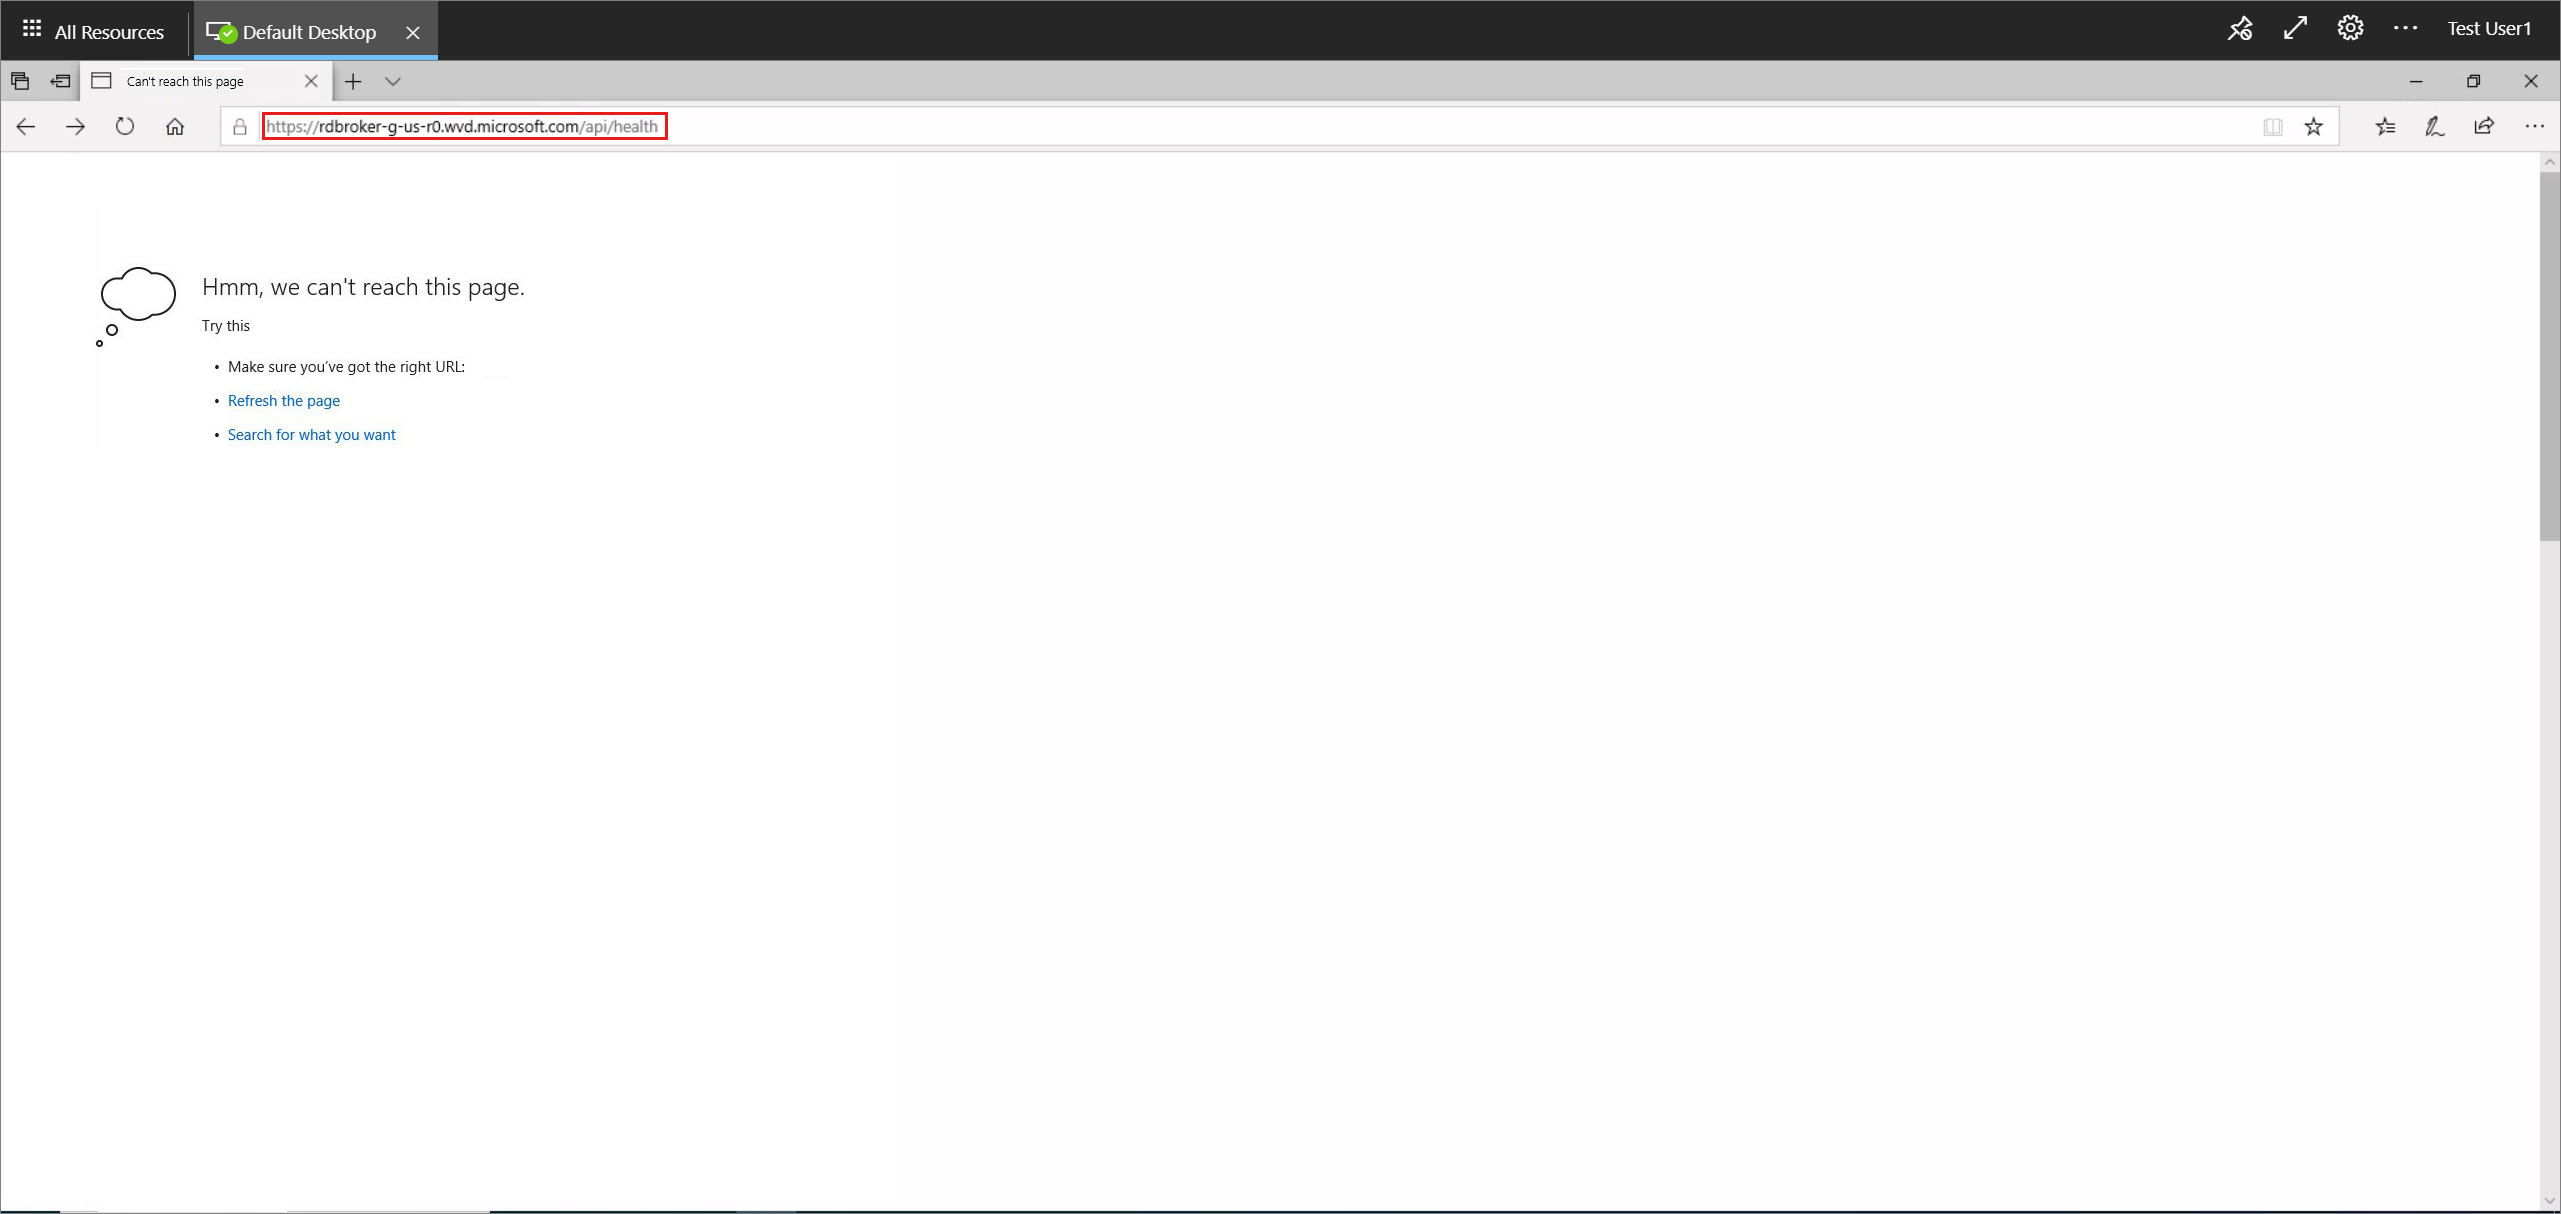 All Resources
Default Desktop
Test User1
Can't reach this page
https://rdbroker-g-us-r0.wvd.microsoft.com/api/health
Hmm, we can't reach this page.
Try this
• Make sure you've got the right URL:
• Refresh the page
• Search for what you want